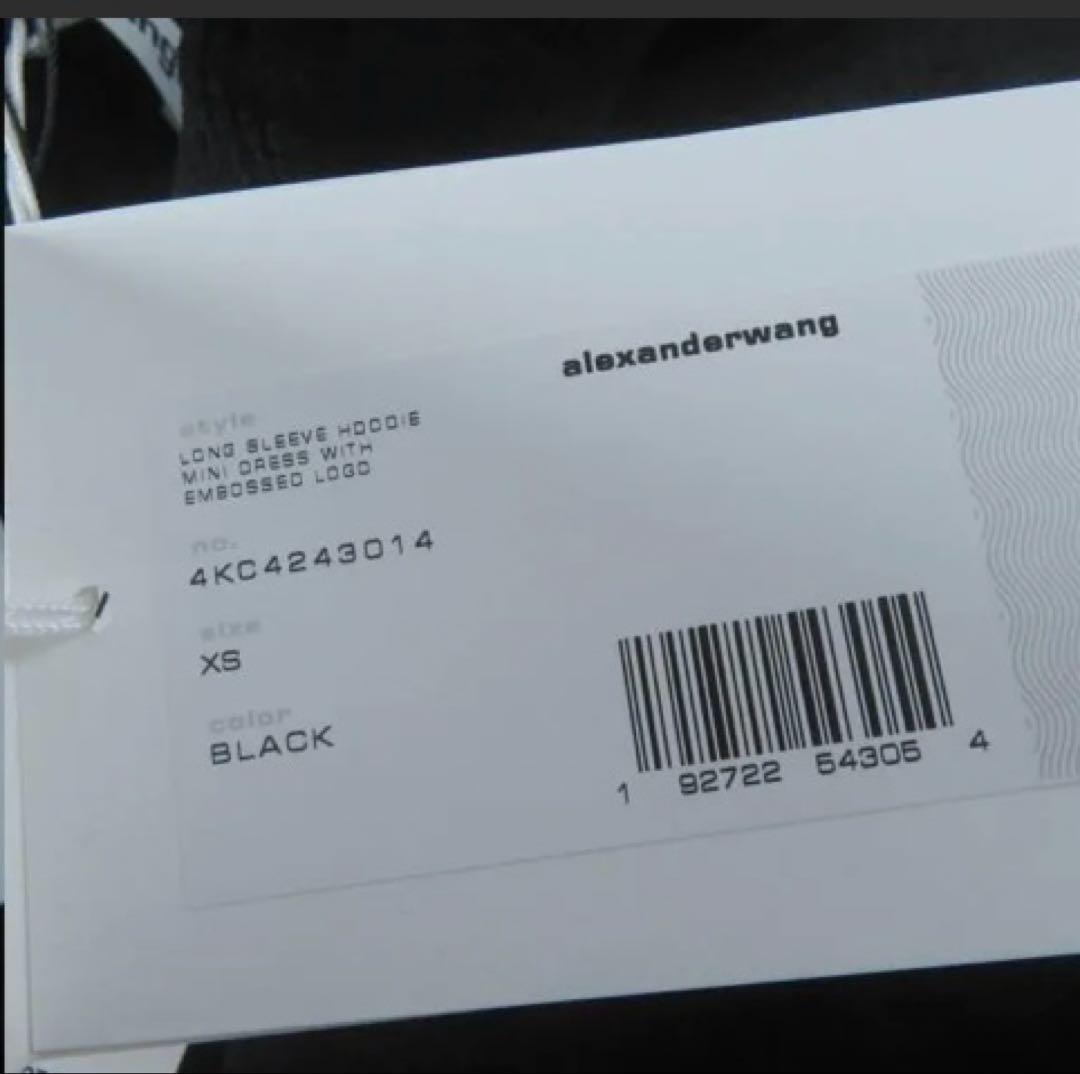 ng
alexanderwang
style
LONG SLEEVE HOODIE
MINI DRESS WITH
EMBOSSED LOGO
no.
4KC4243014
size
XS
color
BLACK
1 92722 54305 4